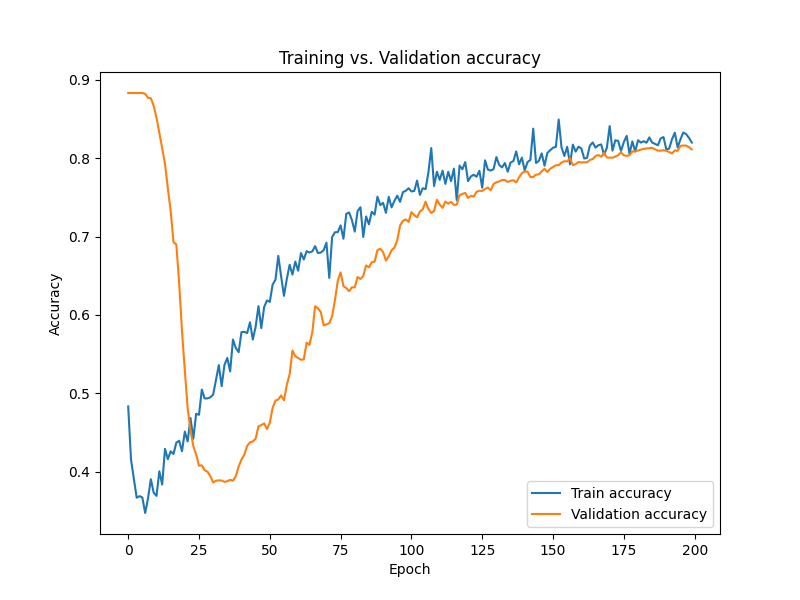 Training vs. Validation accuracy
Accuracy
0.9
0.8
0.7
0.6
0.5
0.4
0 25 50 75 100 125 150 175 200
Epoch
Train accuracy
Validation accuracy